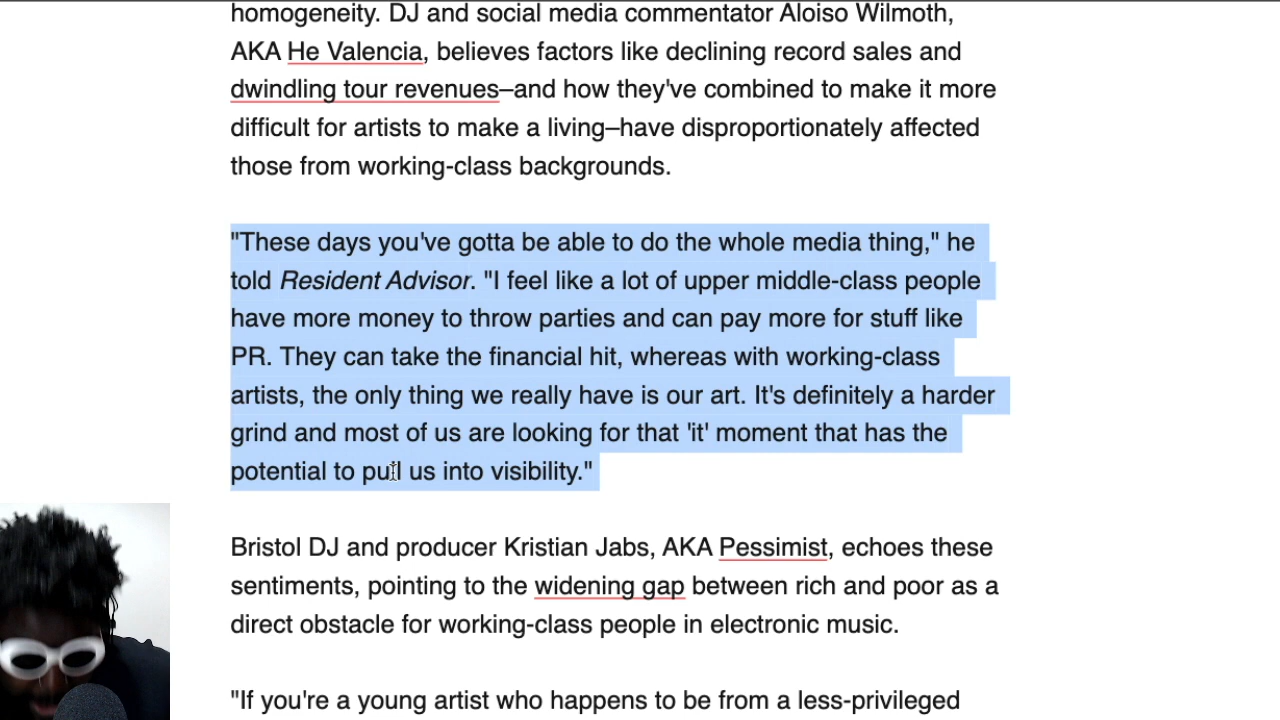 homogeneity. DJ and social media commentator Aloiso Wilmoth,
AKA He Valencia, believes factors like declining record sales and
dwindling tour revenues–and how they've combined to make it more
difficult for artists to make a living–have disproportionately affected
those from working-class backgrounds.
"These days you've gotta be able to do the whole media thing," he
told Resident Advisor. "I feel like a lot of upper middle-class people
have more money to throw parties and can pay more for stuff like
PR. They can take the financial hit, whereas with working-class
artists, the only thing we really have is our art. It's definitely a harder
grind and most of us are looking for that 'it' moment that has the
potential to pull us into visibility."
Bristol DJ and producer Kristian Jabs, AKA Pessimist, echoes these
sentiments, pointing to the widening gap between rich and poor as a
direct obstacle for working-class people in electronic music.
"If you're a young artist who happens to be from a less-privileged